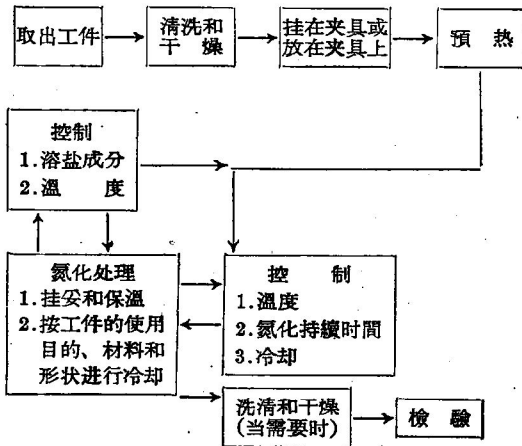 取出工件
清洗和
干燥
挂在夹具或
放在夹具上
预热
控制
1.溶盐成分
2.溫度
氮化处理
1.挂妥和保溫
2.按工件的使用
目的、材料和
形状进行冷却
控制
1.溫度
2.氮化持續时間
3.冷却
洗清和干燥
(当需要时)
檢驗